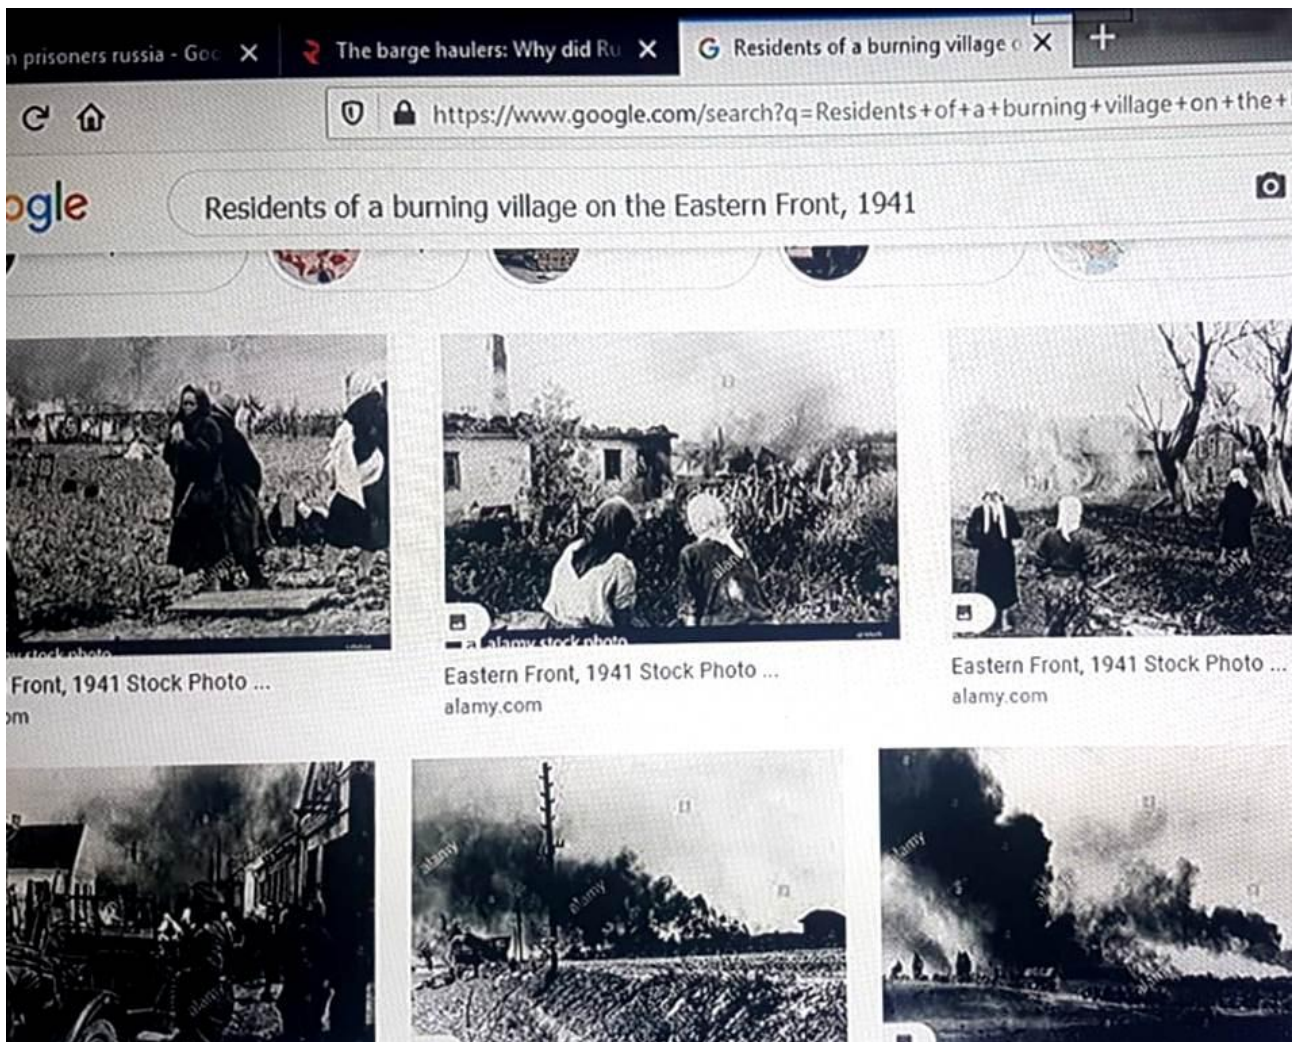 prisoners russia - Goo
The barge haulers: Why did Ru
Residents of a burning village o
https://www.google.com/search?q=Residents+of+a+burning+village+on+the+
ogle
Residents of a burning village on the Eastern Front, 1941
alamy stock photo
stock photo
Front, 1941 Stock Photo ...
om
Eastern Front, 1941 Stock Photo ...
alamy.com
Eastern Front, 1941 Stock Photo ...
alamy.com
alamy
alamy
alamy